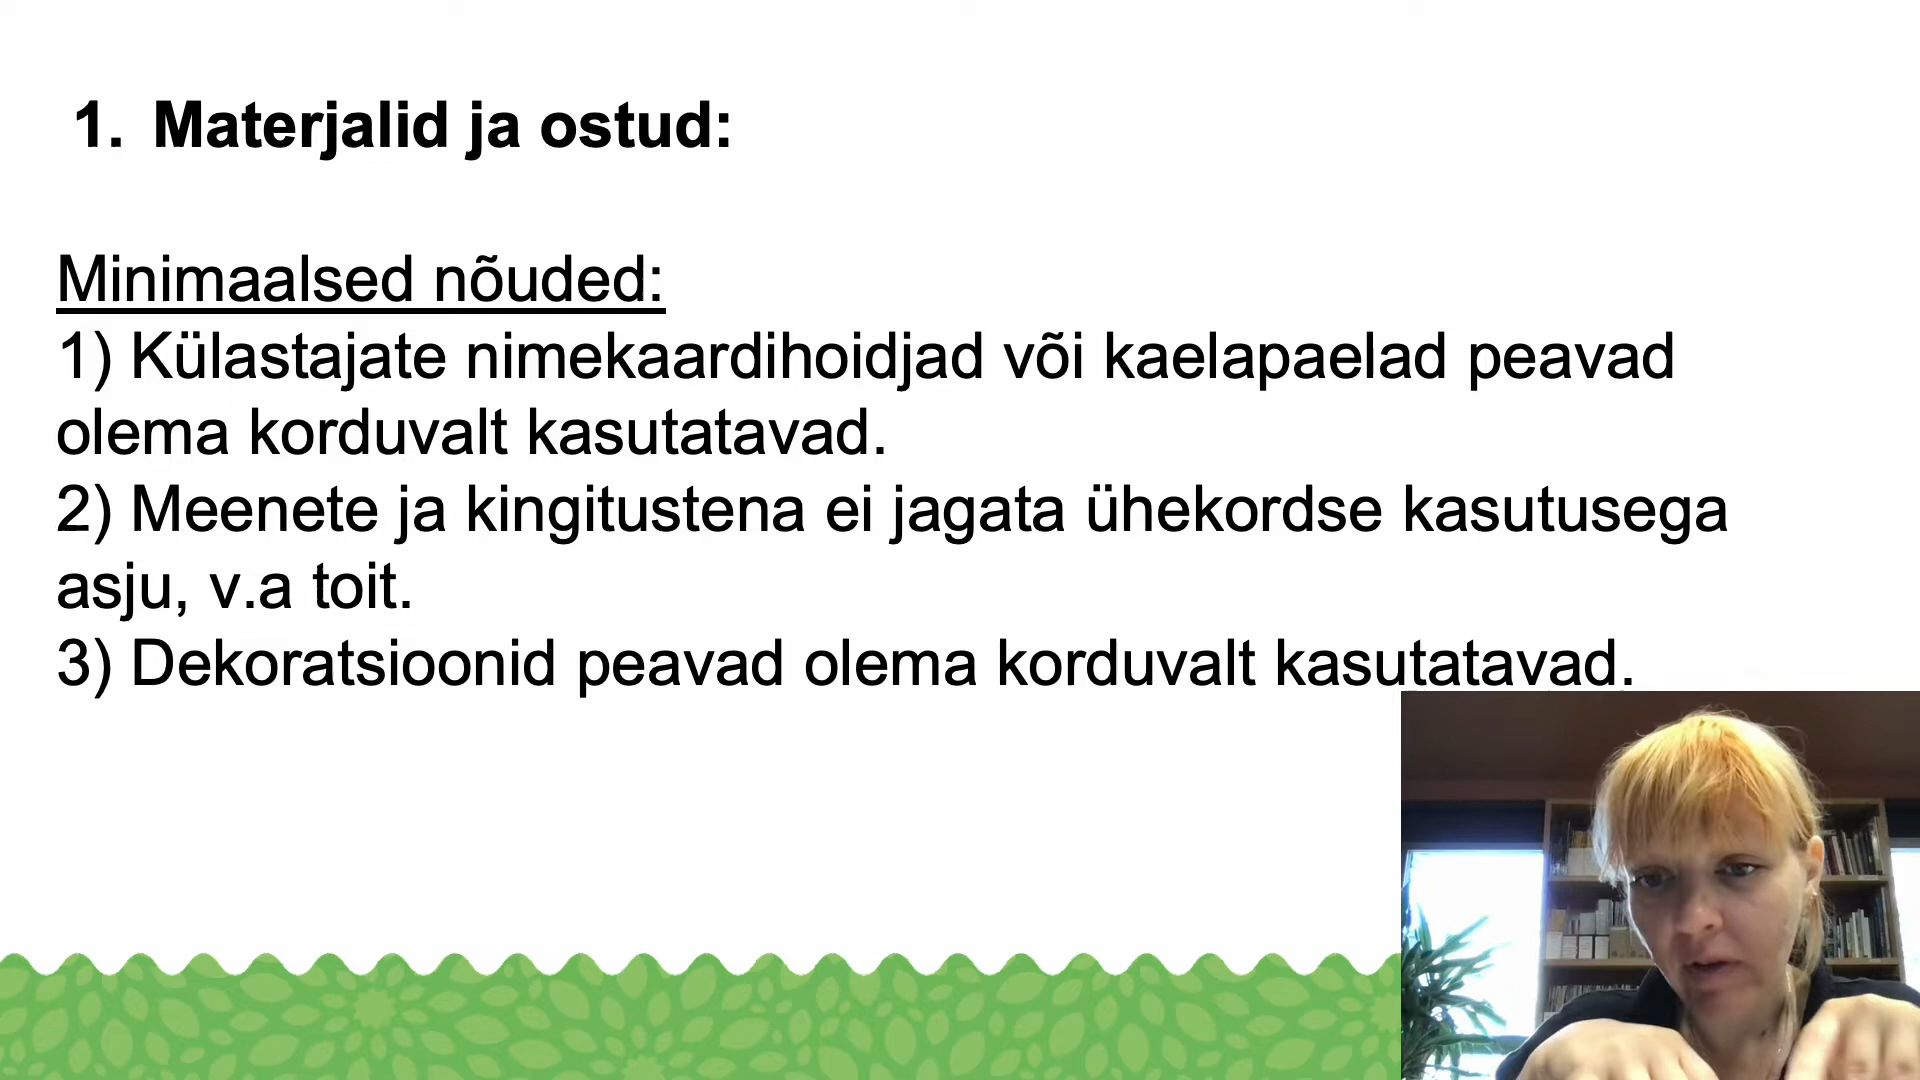 1. Materjalid ja ostud:
Minimaalsed nõuded:
1) Külastajate nimekaardihoidjad või kaelapaelad peavad
olema korduvalt kasutatavad.
2) Meenete ja kingitustena ei jagata ühekordse kasutusega
asju, v.a toit.
3) Dekoratsioonid peavad olema korduvalt kasutatavad.